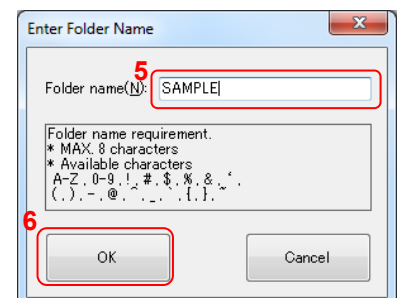 Enter Folder Name
5
Folder name(N): SAMPLE
Folder name requirement.
* MAX. 8 characters
* Available characters
A-Z , 0-9 , ! , # , $ , % , & , ´ ,
( , ) , - , @ , ^ , _ , ` , { , } , ~
6
OK Cancel